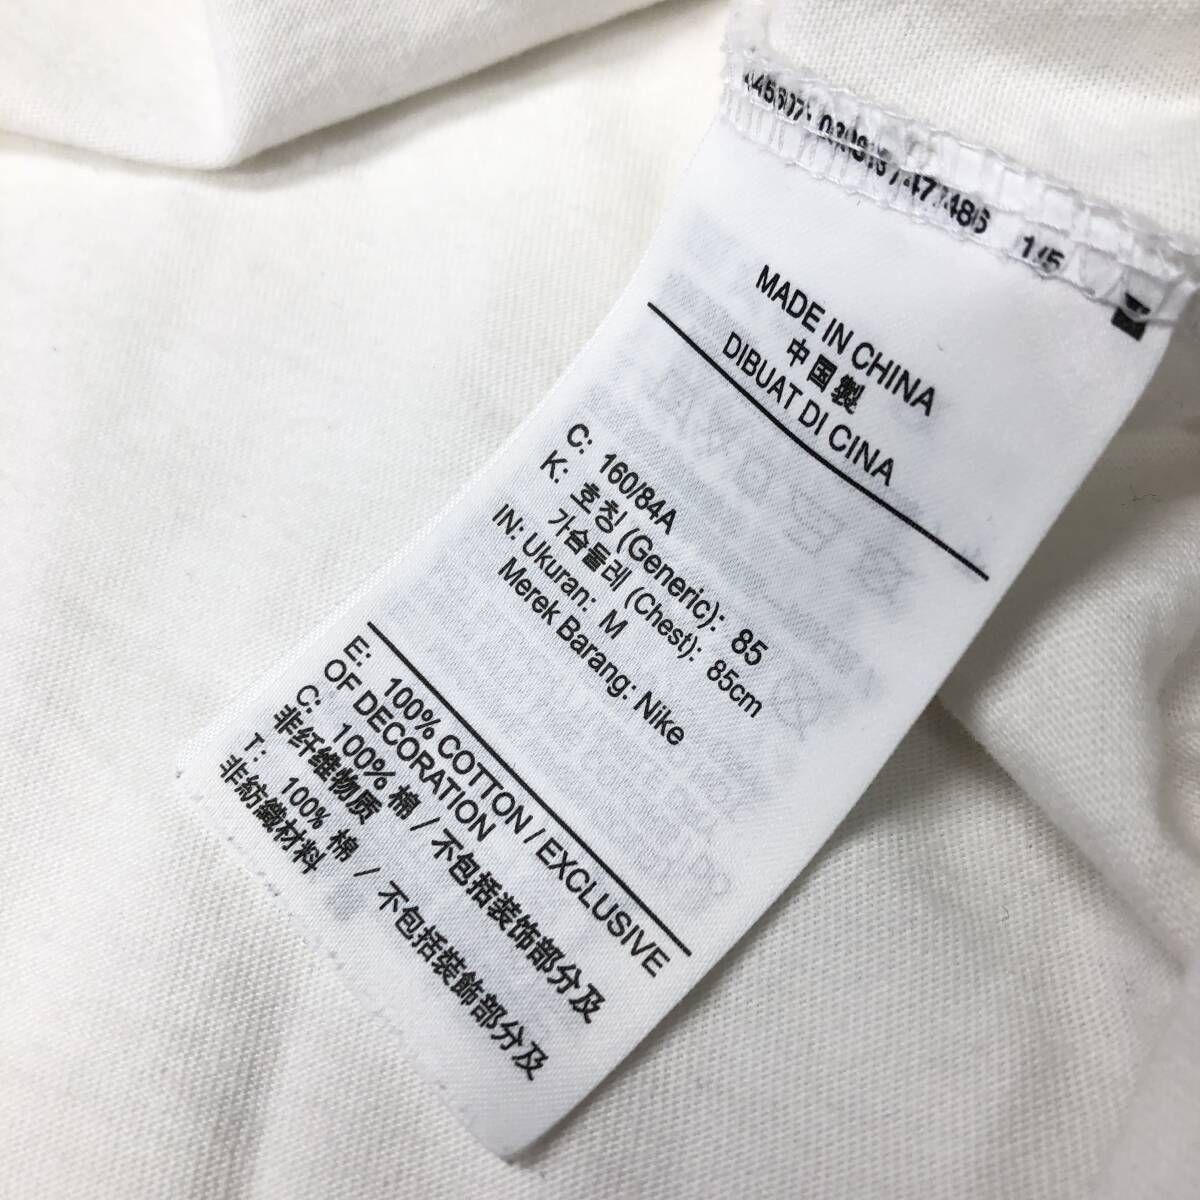 1/5
MADE IN CHINA
中国製
DIBUAT DI CINA
C: 160/84A
K: 호칭 (Generic): 85
가슴둘레 (Chest): 85cm
IN: Ukuran: M
Merek Barang: Nike
E: 100% COTTON / EXCLUSIVE
OF DECORATION
C: 100% 棉 / 不包括装饰部分及
非纤维物质
T: 100% 棉 / 不包括裝飾部分及
非紡織材料